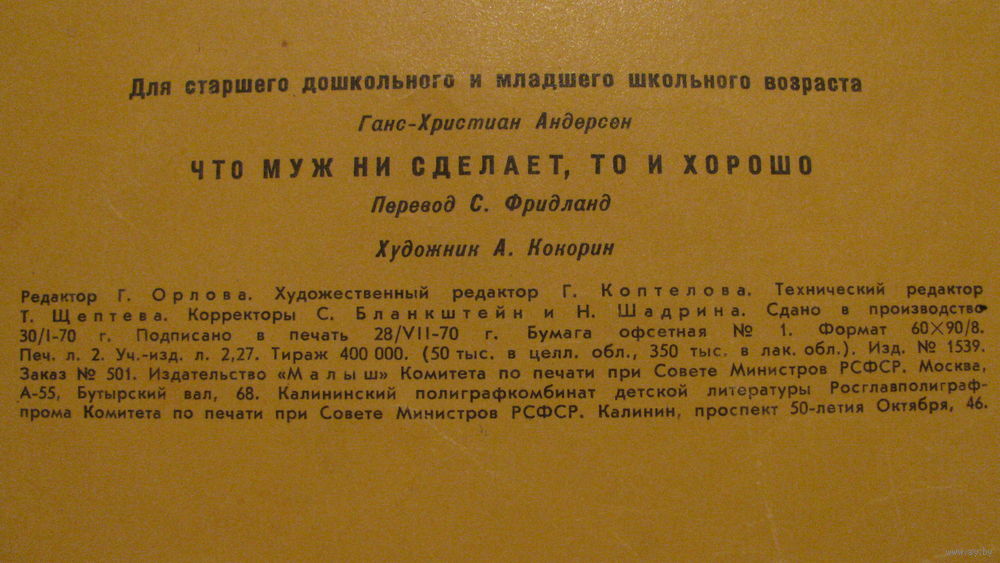 Для старшего дошкольного и младшего школьного возраста
Ганс-Христиан Андерсен
ЧТО МУЖ НИ СДЕЛАЕТ, ТО И ХОРОШО
Перевод С. Фридланд
Художник А. Кокорин
Редактор Г. Орлова. Художественный редактор Г. Коптелова. Технический редактор
Т. Щептева. Корректоры С. Бланкштейн и Н. Шадрина. Сдано в производство
30/I-70 г. Подписано в печать 28/VII-70 г. Бумага офсетная № 1. Формат 60×90/8.
Печ. л. 2. Уч.-изд. л. 2,27. Тираж 400 000. (50 тыс. в целл. обл., 350 тыс. в лак. обл.). Изд. № 1539.
Заказ № 501. Издательство «Малыш» Комитета по печати при Совете Министров РСФСР. Москва,
А-55, Бутырский вал, 68. Калининский полиграфкомбинат детской литературы Росглавполиграф-
прома Комитета по печати при Совете Министров РСФСР. Калинин, проспект 50-летия Октября, 46.
www.ay.by